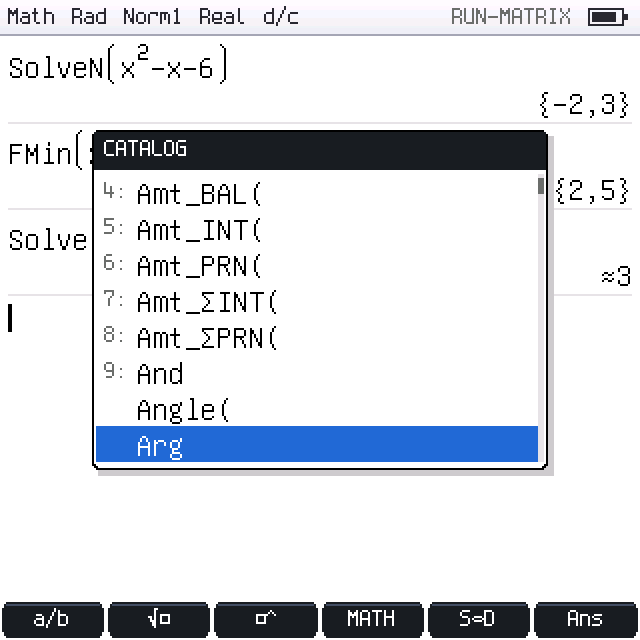 Math Rad Norm1 Real d/c RUN-MATRIX
SolveN(x²-x-6)
{-2,3}
FMin(
{2,5}
Solve
≈3
CATALOG
4: Amt_BAL(
5: Amt_INT(
6: Amt_PRN(
7: Amt_ΣINT(
8: Amt_ΣPRN(
9: And
Angle(
Arg
a/b √□ □^ MATH S=D Ans